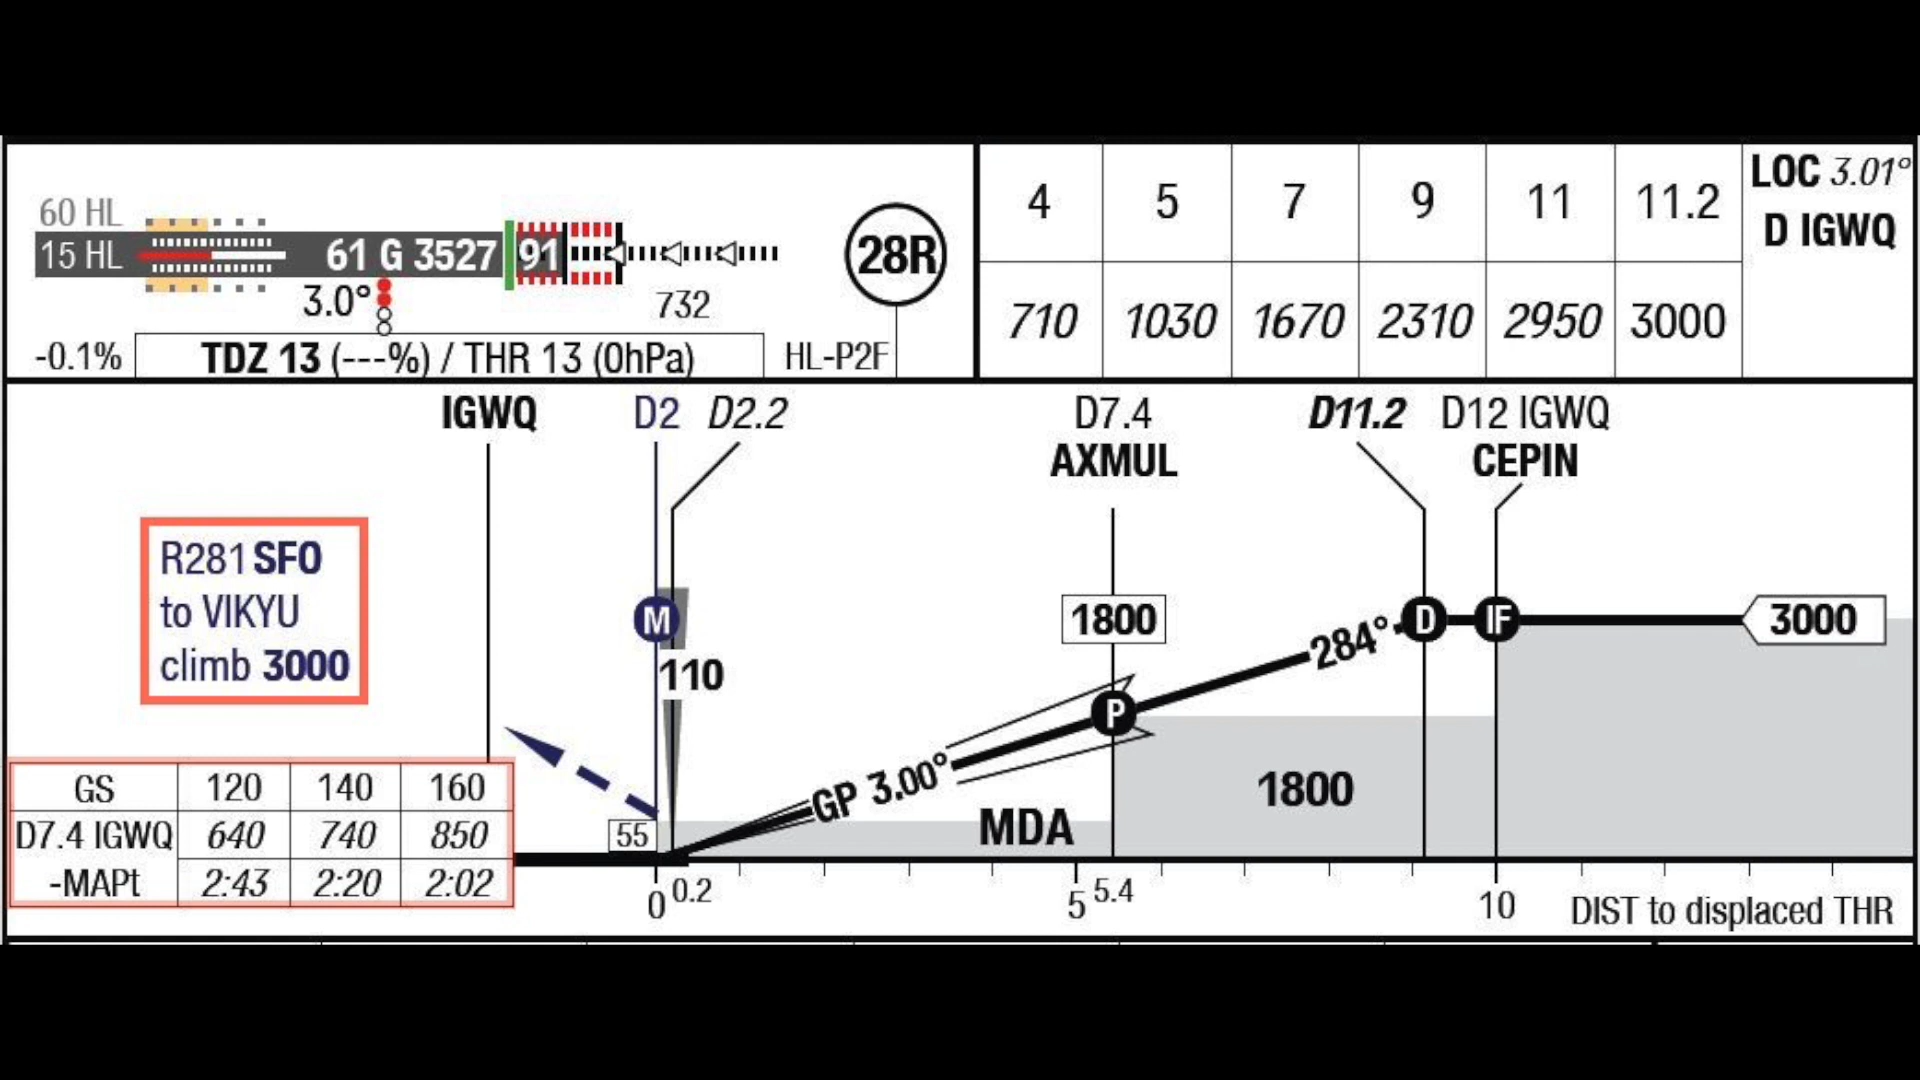 60 HL
15 HL 61 G 3527 91
3.0°
732
28R
-0.1% TDZ 13 (---%) / THR 13 (0hPa) HL-P2F
4 5 7 9 11 11.2 LOC 3.01°
D IGWQ
710 1030 1670 2310 2950 3000
IGWQ D2 D2.2 D7.4 D11.2 D12 IGWQ
AXMUL CEPIN
R281 SFO
to VIKYU
climb 3000
M 1800 D IF 3000
284°
110
P
GP 3.00°
1800
MDA
55
GS 120 140 160
D7.4 IGWQ 640 740 850
-MAPt 2:43 2:20 2:02
0 0.2 5 5.4 10 DIST to displaced THR